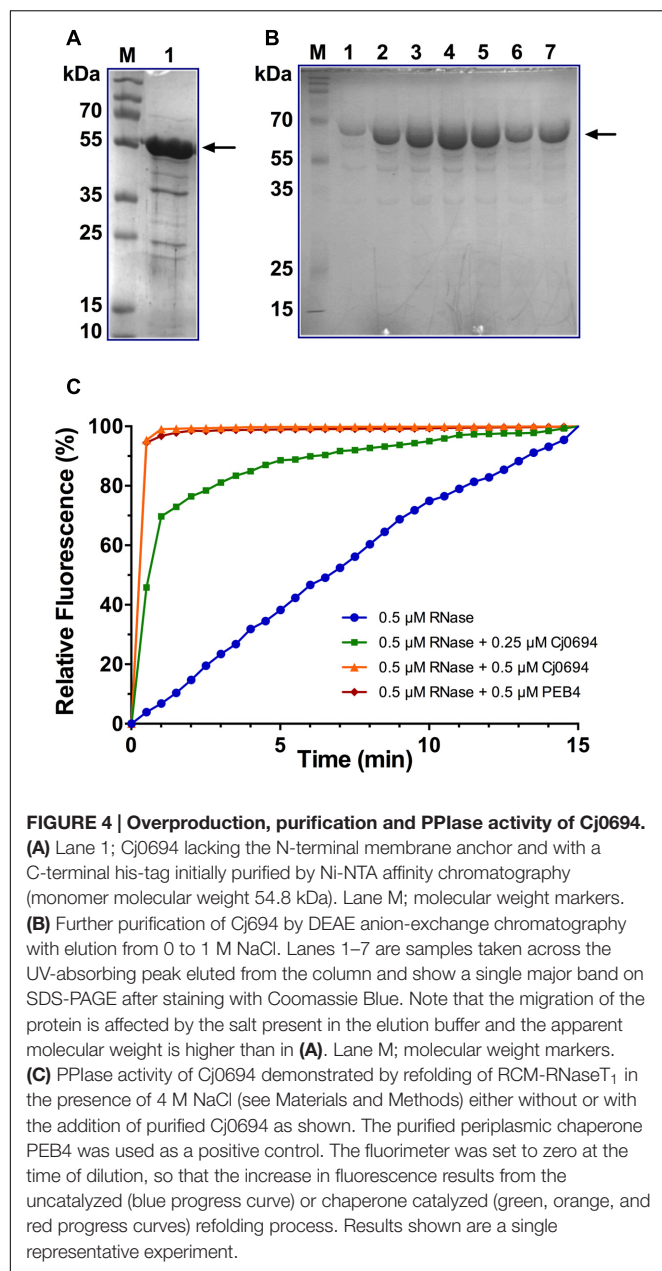 A
B
M 1
kDa
70
55
35
25
15
10
M 1 2 3 4 5 6 7
kDa
70
55
35
25
15
C
Relative Fluorescence (%)
100
80
60
40
20
0
0.5 µM RNase
0.5 µM RNase + 0.25 µM Cj0694
0.5 µM RNase + 0.5 µM Cj0694
0.5 µM RNase + 0.5 µM PEB4
0 5 10 15
Time (min)
FIGURE 4 | Overproduction, purification and PPIase activity of Cj0694.
(A) Lane 1; Cj0694 lacking the N-terminal membrane anchor and with a
C-terminal his-tag initially purified by Ni-NTA affinity chromatography
(monomer molecular weight 54.8 kDa). Lane M; molecular weight markers.
(B) Further purification of Cj694 by DEAE anion-exchange chromatography
with elution from 0 to 1 M NaCl. Lanes 1–7 are samples taken across the
UV-absorbing peak eluted from the column and show a single major band on
SDS-PAGE after staining with Coomassie Blue. Note that the migration of the
protein is affected by the salt present in the elution buffer and the apparent
molecular weight is higher than in (A). Lane M; molecular weight markers.
(C) PPIase activity of Cj0694 demonstrated by refolding of RCM-RNaseT1 in
the presence of 4 M NaCl (see Materials and Methods) either without or with
the addition of purified Cj0694 as shown. The purified periplasmic chaperone
PEB4 was used as a positive control. The fluorimeter was set to zero at the
time of dilution, so that the increase in fluorescence results from the
uncatalyzed (blue progress curve) or chaperone catalyzed (green, orange, and
red progress curves) refolding process. Results shown are a single
representative experiment.